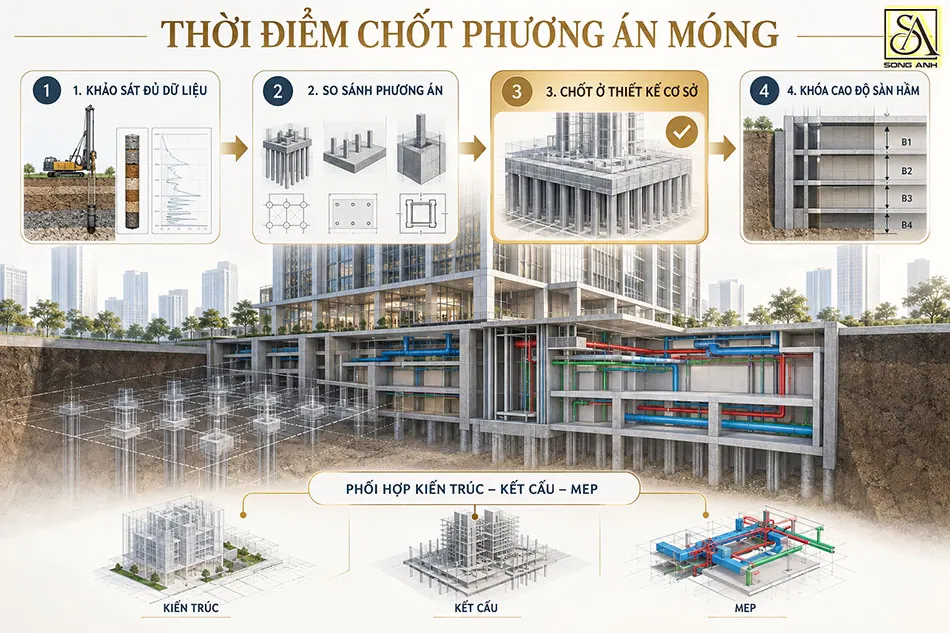 THỜI ĐIỂM CHỐT PHƯƠNG ÁN MÓNG
SA
SONG ANH
1
1. KHẢO SÁT ĐỦ DỮ LIỆU
2
2. SO SÁNH PHƯƠNG ÁN
3
3. CHỐT Ở THIẾT KẾ CƠ SỞ
4
4. KHÓA CAO ĐỘ SÀN HẦM
B1
B2
B3
B4
PHỐI HỢP KIẾN TRÚC – KẾT CẤU – MEP
KIẾN TRÚC
KẾT CẤU
MEP